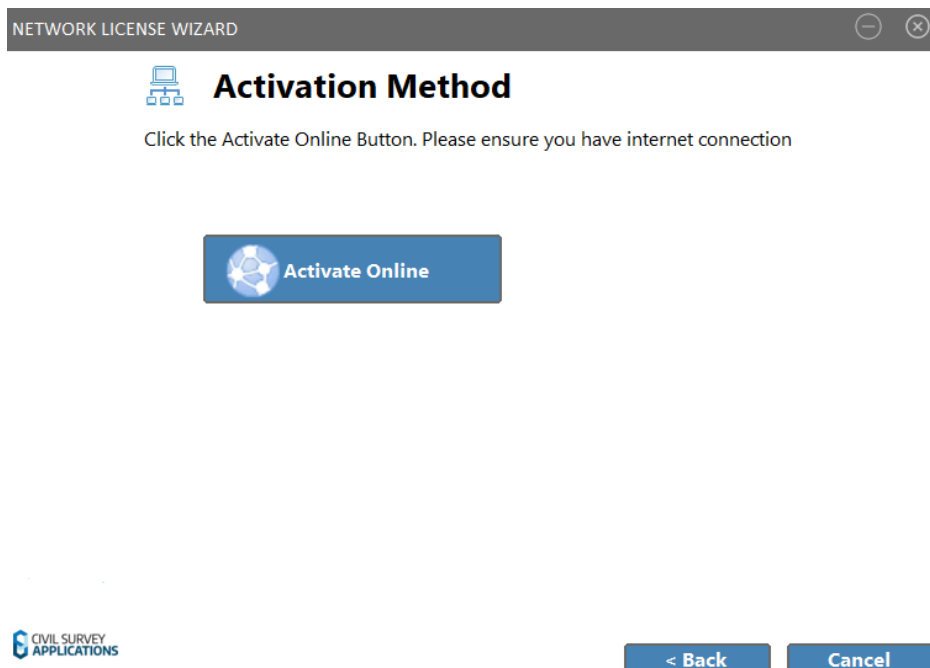 NETWORK LICENSE WIZARD
Activation Method
Click the Activate Online Button. Please ensure you have internet connection
Activate Online
CIVIL SURVEY
APPLICATIONS
< Back
Cancel